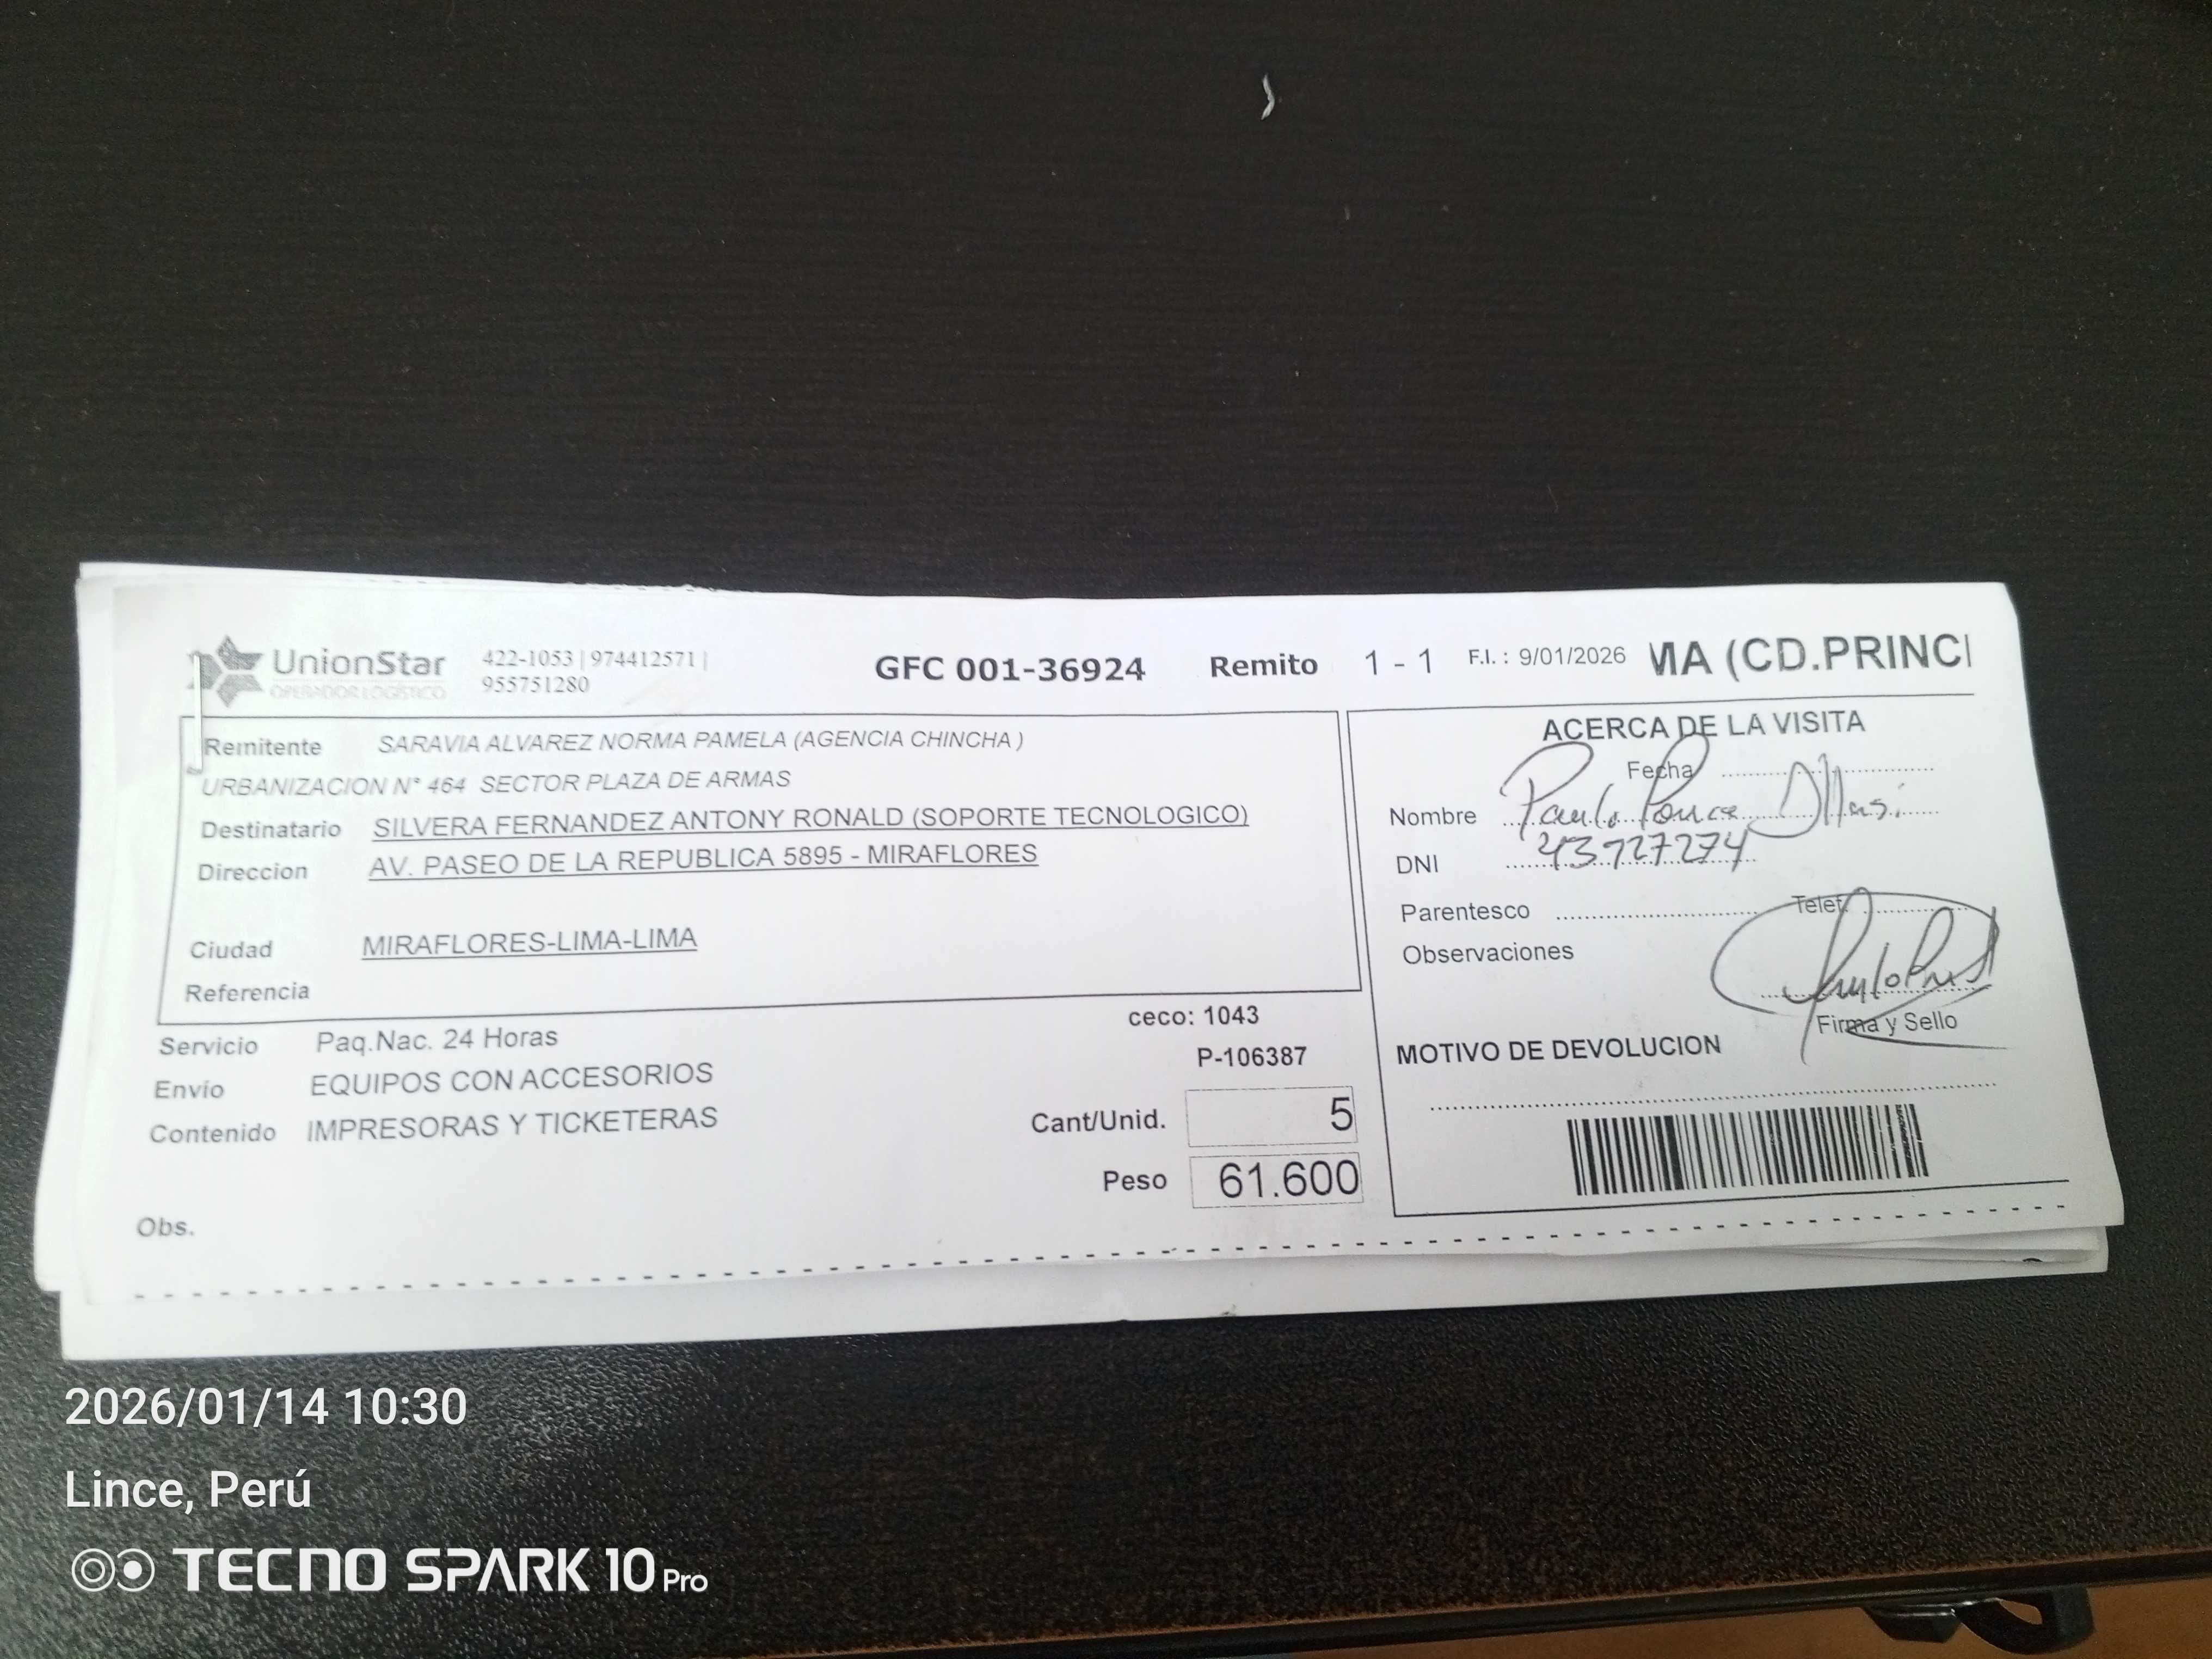 UnionStar
OPERADOR LOGÍSTICO
422-1053 | 974412571 |
955751280
GFC 001-36924 Remito 1 - 1 F.I. : 9/01/2026 MA (CD.PRINCI
Remitente SARAVIA ALVAREZ NORMA PAMELA (AGENCIA CHINCHA )
URBANIZACION N° 464 SECTOR PLAZA DE ARMAS
Destinatario SILVERA FERNANDEZ ANTONY RONALD (SOPORTE TECNOLOGICO)
Direccion AV. PASEO DE LA REPUBLICA 5895 - MIRAFLORES
Ciudad MIRAFLORES-LIMA-LIMA
Referencia
ceco: 1043
Servicio Paq.Nac. 24 Horas
P-106387
Envío EQUIPOS CON ACCESORIOS
Contenido IMPRESORAS Y TICKETERAS
Cant/Unid. 5
Peso 61.600
Obs.
ACERCA DE LA VISITA
Fecha
Nombre Paulo Ponce
DNI 43727274
Parentesco Telef.
Observaciones
Firma y Sello
MOTIVO DE DEVOLUCION
2026/01/14 10:30
Lince, Perú
TECNO SPARK 10 Pro